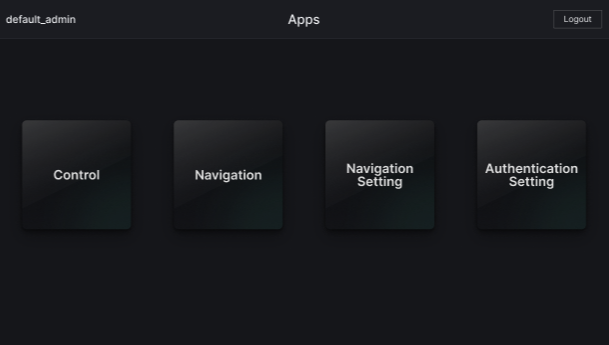 default_admin
Apps
Logout
Control
Navigation
Navigation
Setting
Authentication
Setting